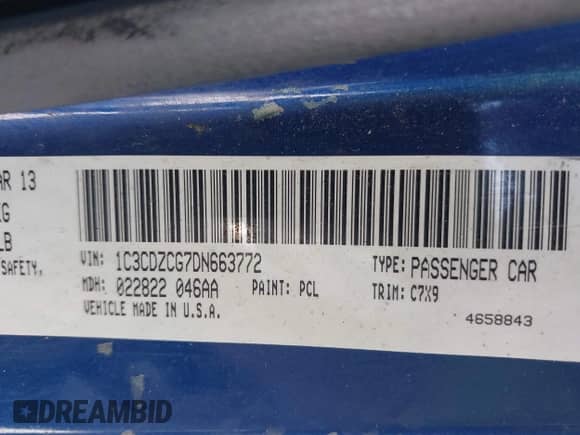 AR 13
KG
LB
SAFETY,
VIN: 1C3CDZCG7DN663772
TYPE: PASSENGER CAR
MDH: 022822 046AA
PAINT: PCL
TRIM: C7X9
VEHICLE MADE IN U.S.A.
4658843
DREAMBID